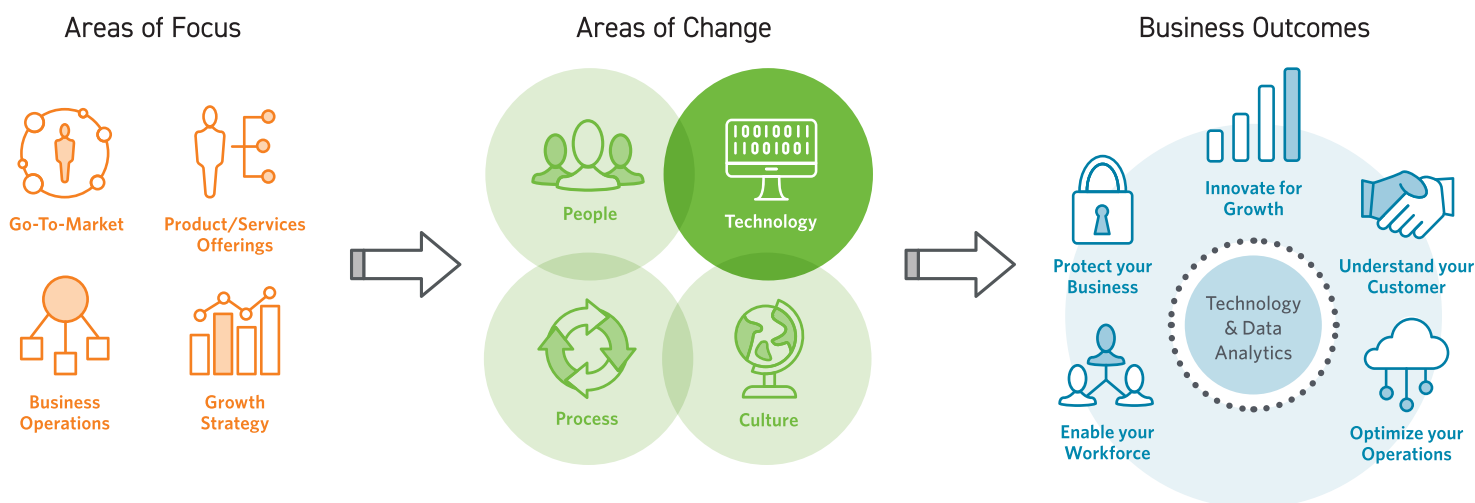 Areas of Focus
Go-To-Market
Product/Services
Offerings
Business
Operations
Growth
Strategy
Areas of Change
People
10010011
11001001
Technology
Process
Culture
Business Outcomes
Innovate for
Growth
Protect your
Business
Understand your
Customer
Technology
& Data
Analytics
Enable your
Workforce
Optimize your
Operations